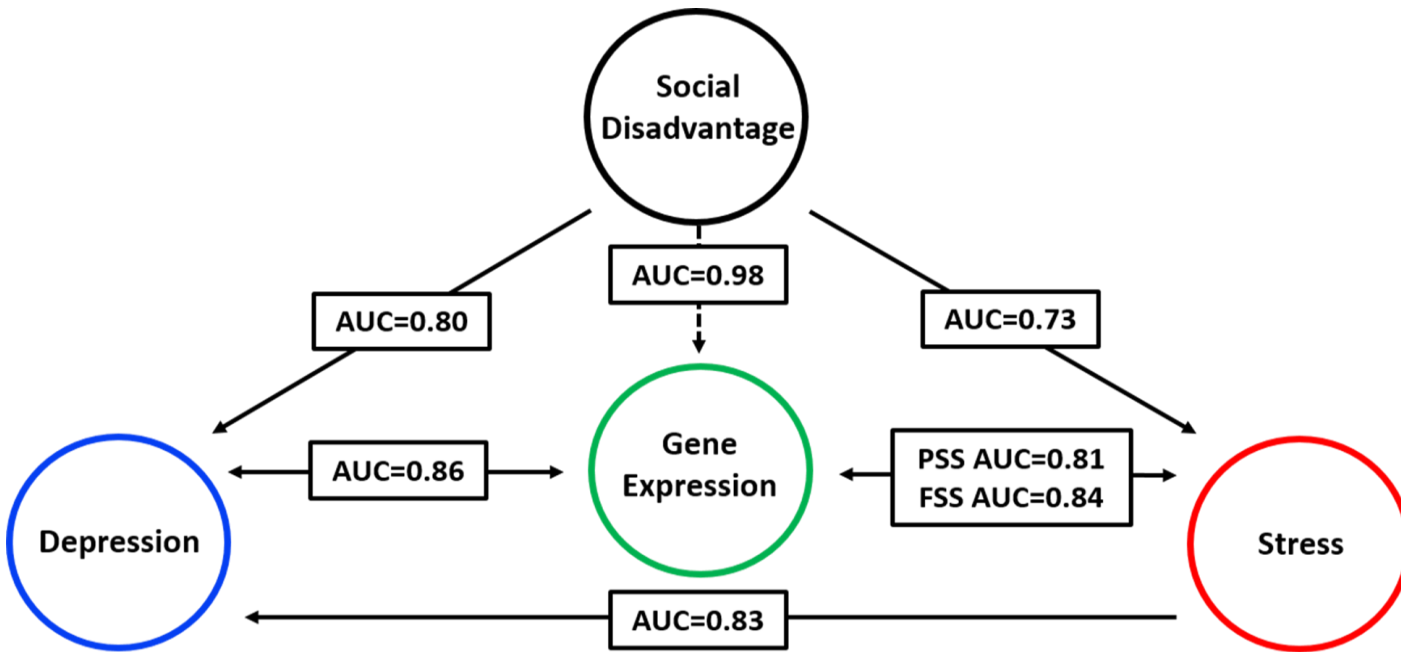 Social
Disadvantage
AUC=0.98
AUC=0.80
AUC=0.73
Gene
Expression
AUC=0.86
PSS AUC=0.81
FSS AUC=0.84
Depression
Stress
AUC=0.83